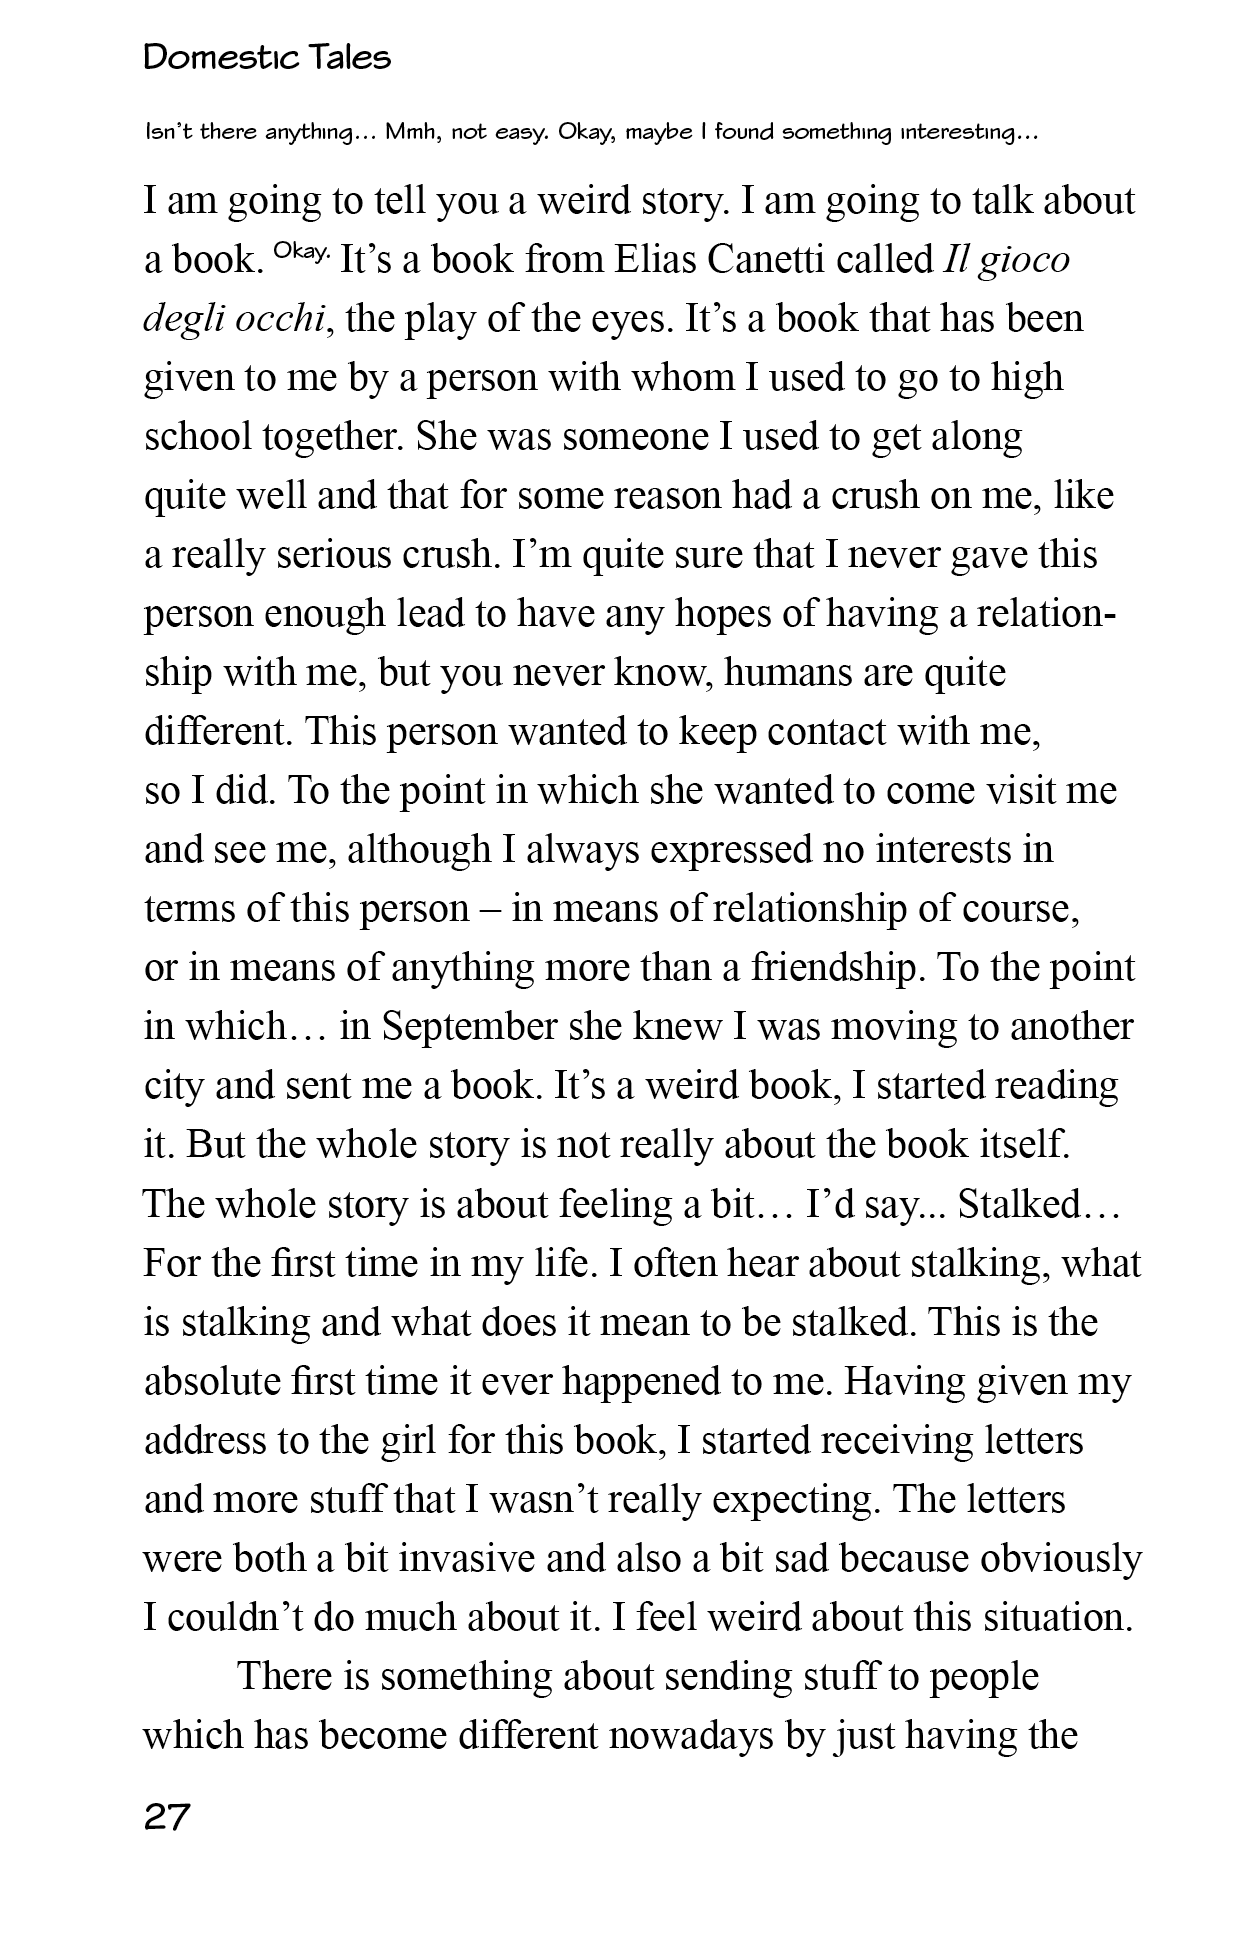 Domestic Tales
Isn't there anything… Mmh, not easy. Okay, maybe I found something interesting…
I am going to tell you a weird story. I am going to talk about
a book. Okay. It's a book from Elias Canetti called Il gioco
degli occhi, the play of the eyes. It's a book that has been
given to me by a person with whom I used to go to high
school together. She was someone I used to get along
quite well and that for some reason had a crush on me, like
a really serious crush. I'm quite sure that I never gave this
person enough lead to have any hopes of having a relation-
ship with me, but you never know, humans are quite
different. This person wanted to keep contact with me,
so I did. To the point in which she wanted to come visit me
and see me, although I always expressed no interests in
terms of this person – in means of relationship of course,
or in means of anything more than a friendship. To the point
in which… in September she knew I was moving to another
city and sent me a book. It's a weird book, I started reading
it. But the whole story is not really about the book itself.
The whole story is about feeling a bit… I'd say... Stalked…
For the first time in my life. I often hear about stalking, what
is stalking and what does it mean to be stalked. This is the
absolute first time it ever happened to me. Having given my
address to the girl for this book, I started receiving letters
and more stuff that I wasn't really expecting. The letters
were both a bit invasive and also a bit sad because obviously
I couldn't do much about it. I feel weird about this situation.
There is something about sending stuff to people
which has become different nowadays by just having the
27